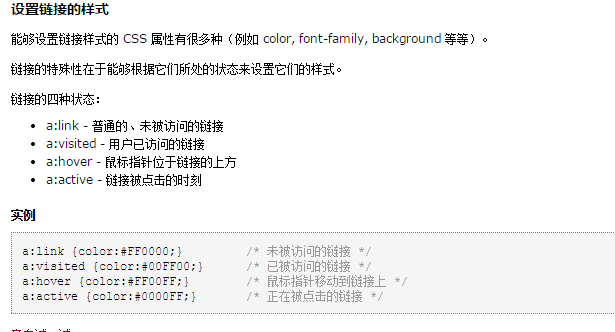 设置链接的样式
能够设置链接样式的 CSS 属性有很多种（例如 color, font-family, background 等等）。
链接的特殊性在于能够根据它们所处的状态来设置它们的样式。
链接的四种状态：
• a:link - 普通的、未被访问的链接
• a:visited - 用户已访问的链接
• a:hover - 鼠标指针位于链接的上方
• a:active - 链接被点击的时刻
实例
a:link {color:#FF0000;} /* 未被访问的链接 */
a:visited {color:#00FF00;} /* 已被访问的链接 */
a:hover {color:#FF00FF;} /* 鼠标指针移动到链接上 */
a:active {color:#0000FF;} /* 正在被点击的链接 */